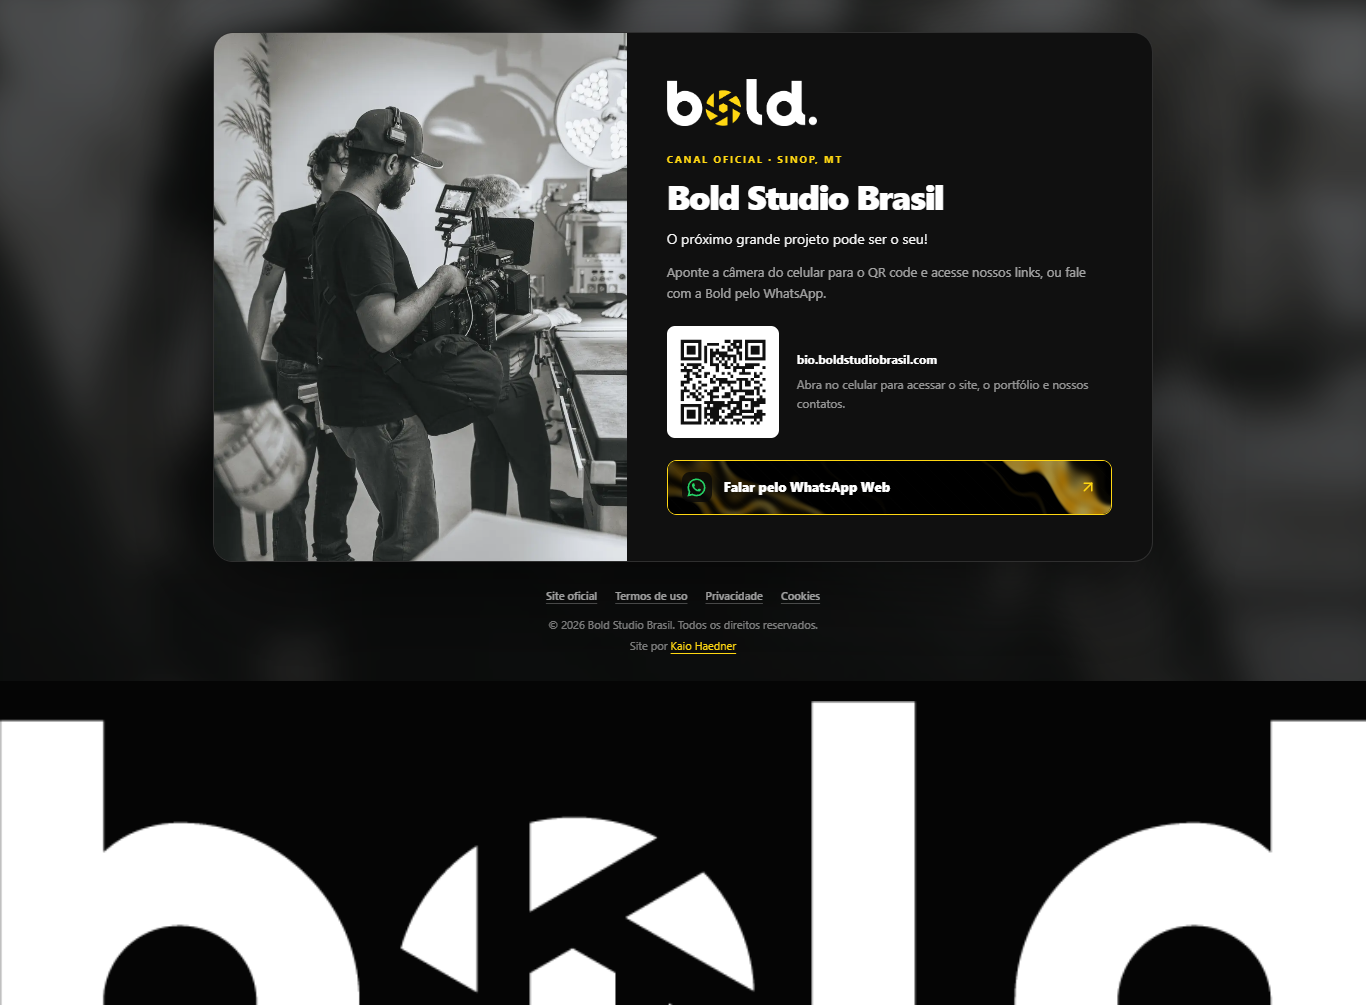 bold.
CANAL OFICIAL · SINOP, MT
Bold Studio Brasil
O próximo grande projeto pode ser o seu!
Aponte a câmera do celular para o QR code e acesse nossos links, ou fale
com a Bold pelo WhatsApp.
bio.boldstudiobrasil.com
Abra no celular para acessar o site, o portfólio e nossos
contatos.
Falar pelo WhatsApp Web
Site oficial Termos de uso Privacidade Cookies
© 2026 Bold Studio Brasil. Todos os direitos reservados.
Site por Kaio Haedner
bold